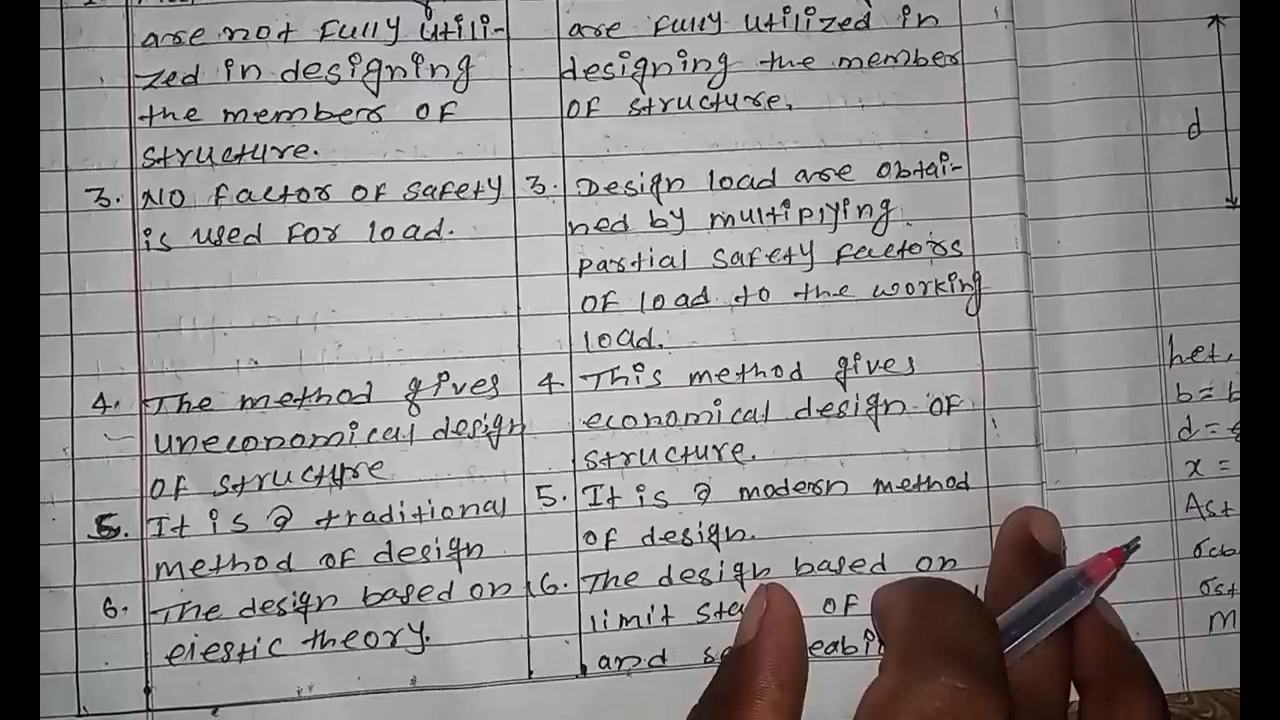 are not fully utili-
zed in designing
the members of
structure.
3. No factor of safety
is used for load.
4. The method gives
uneconomical design
of structure
5. It is a traditional
method of design
6. The design based on
elestic theory.
are fully utilized in
designing the member
of structure.
3. Design load are obtai-
ned by multiplying
partial safety factors
of load to the working
load.
4. This method gives
economical design of
structure.
5. It is a modern method
of design.
6. The design based on
limit of
and
d
b=
d=
x=
Ast
M